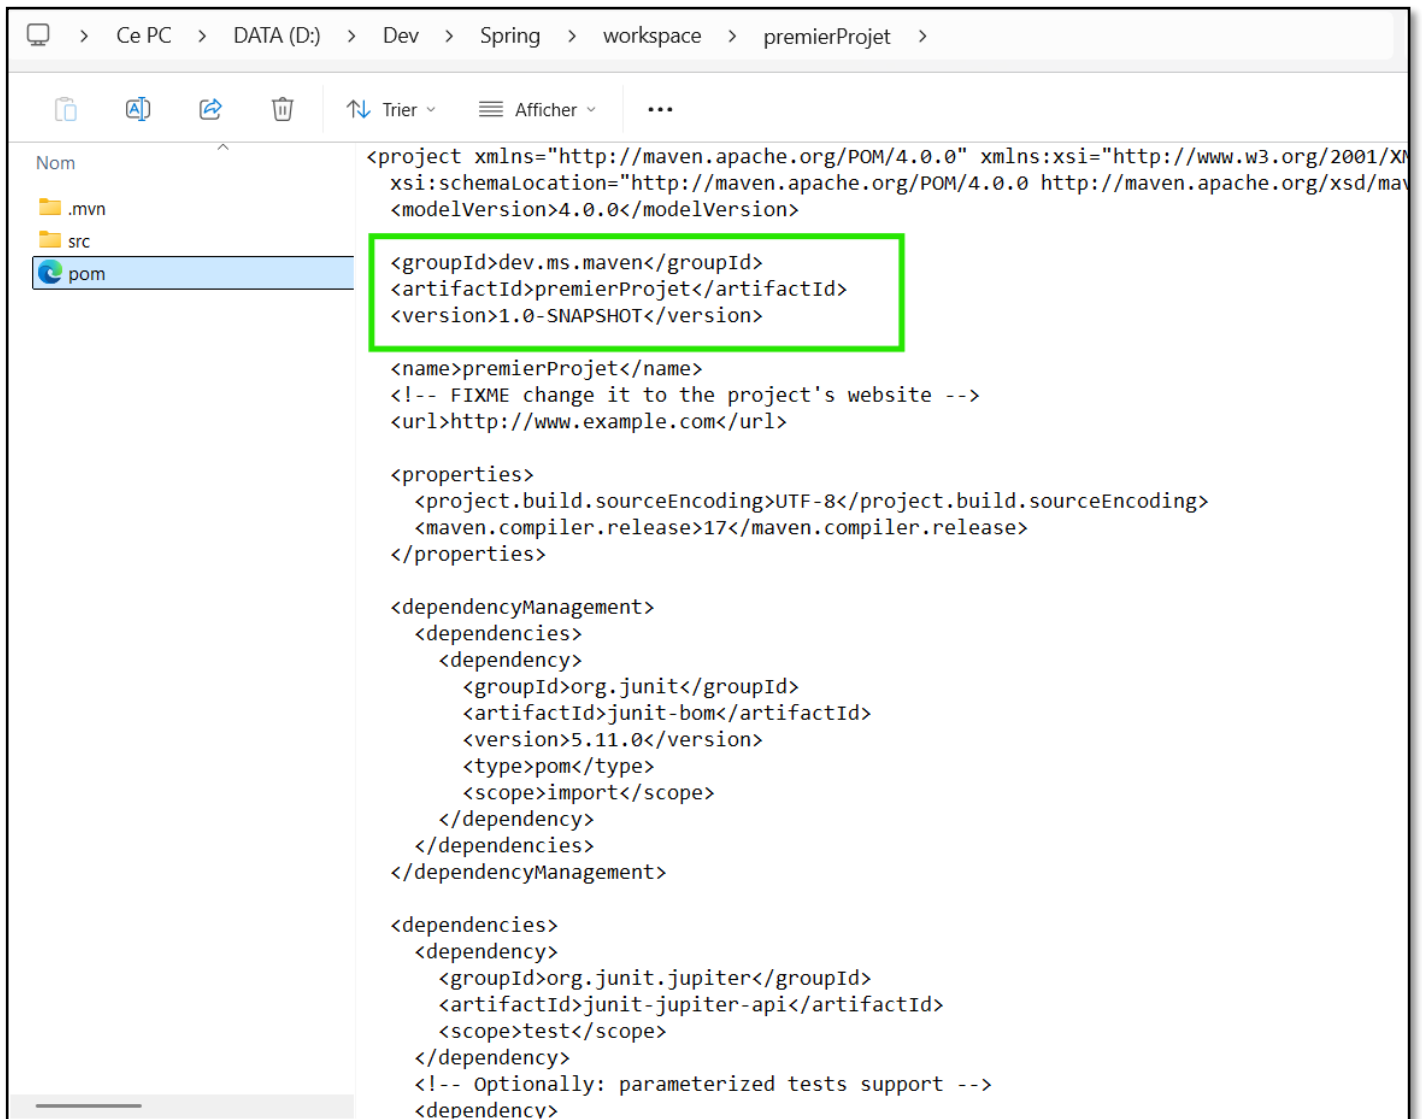 Ce PC > DATA (D:) > Dev > Spring > workspace > premierProjet >
Trier Afficher
Nom
.mvn
src
pom
<project xmlns="http://maven.apache.org/POM/4.0.0" xmlns:xsi="http://www.w3.org/2001/XM
  xsi:schemaLocation="http://maven.apache.org/POM/4.0.0 http://maven.apache.org/xsd/mav
  <modelVersion>4.0.0</modelVersion>
  <groupId>dev.ms.maven</groupId>
  <artifactId>premierProjet</artifactId>
  <version>1.0-SNAPSHOT</version>
  <name>premierProjet</name>
  <!-- FIXME change it to the project's website -->
  <url>http://www.example.com</url>
  <properties>
    <project.build.sourceEncoding>UTF-8</project.build.sourceEncoding>
    <maven.compiler.release>17</maven.compiler.release>
  </properties>
  <dependencyManagement>
    <dependencies>
      <dependency>
        <groupId>org.junit</groupId>
        <artifactId>junit-bom</artifactId>
        <version>5.11.0</version>
        <type>pom</type>
        <scope>import</scope>
      </dependency>
    </dependencies>
  </dependencyManagement>
  <dependencies>
    <dependency>
      <groupId>org.junit.jupiter</groupId>
      <artifactId>junit-jupiter-api</artifactId>
      <scope>test</scope>
    </dependency>
    <!-- Optionally: parameterized tests support -->
    <dependency>